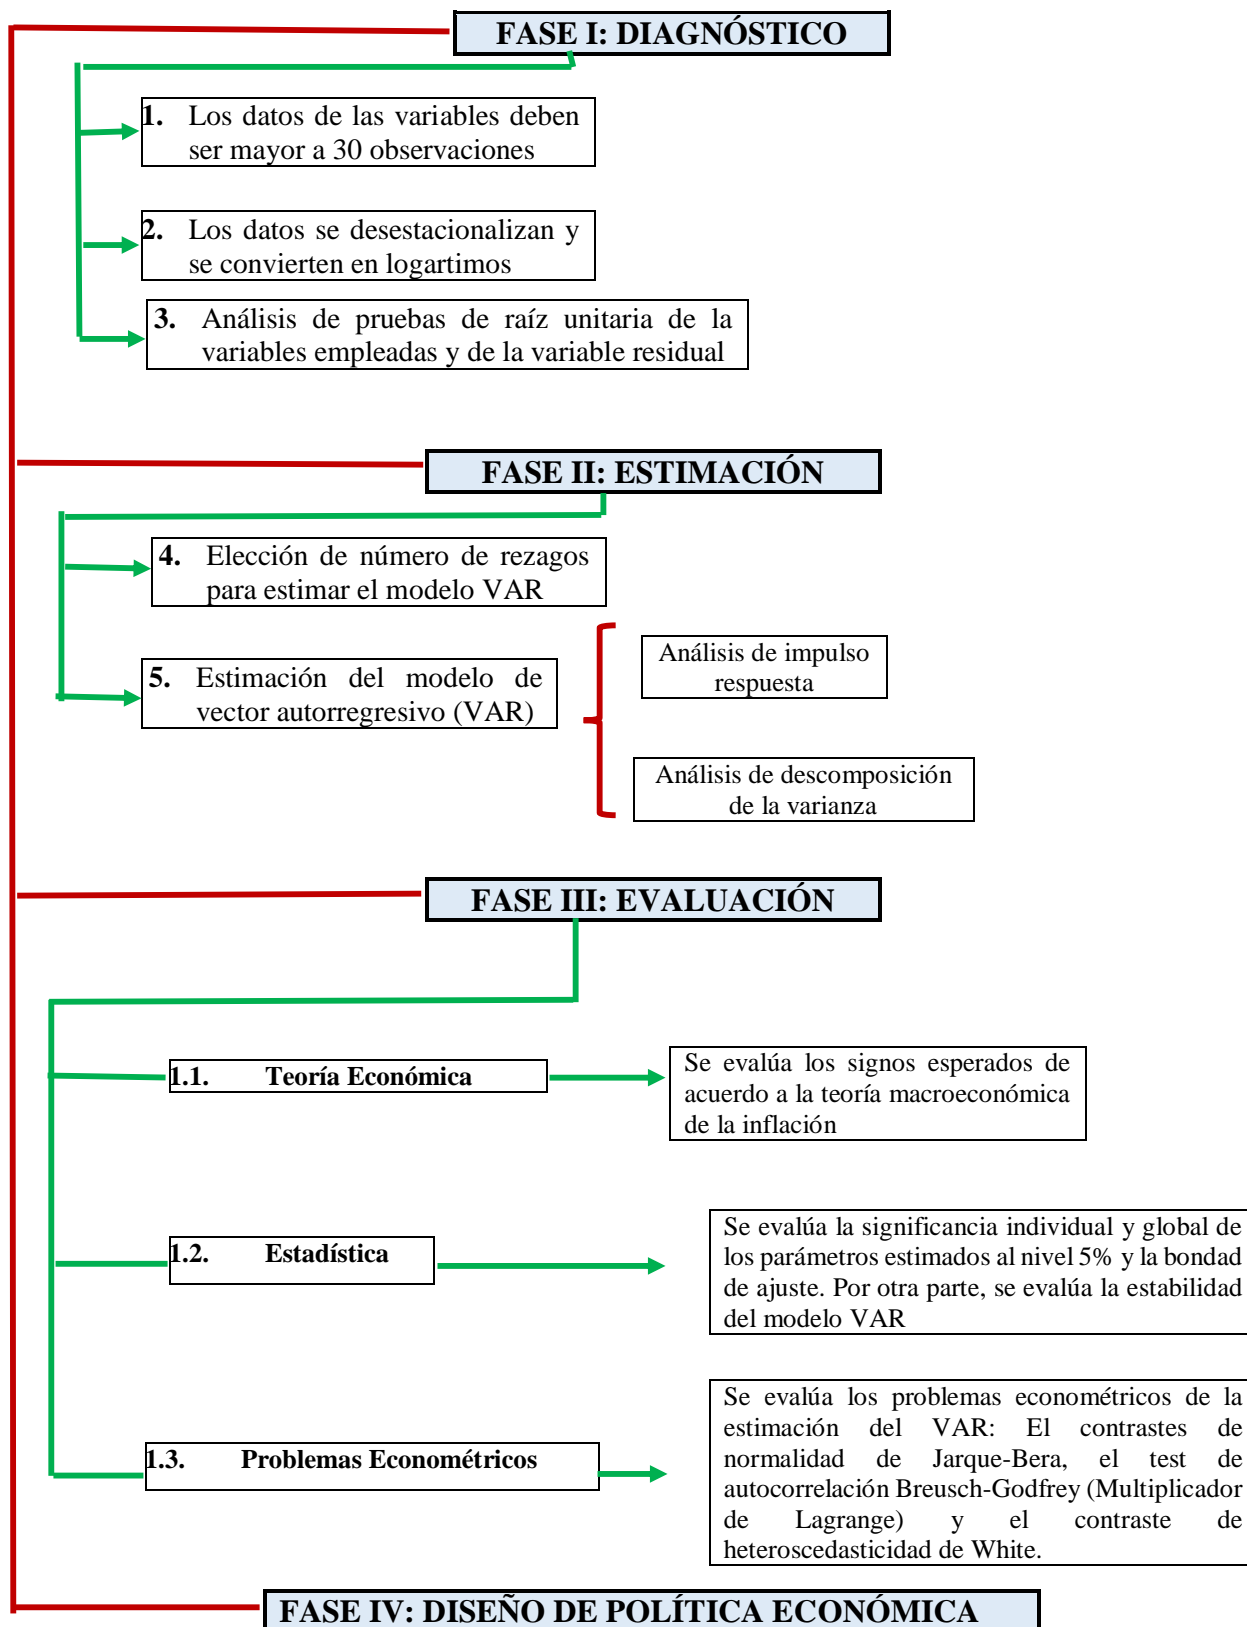 FASE I: DIAGNÓSTICO
1. Los datos de las variables deben
ser mayor a 30 observaciones
2. Los datos se desestacionalizan y
se convierten en logartimos
3. Análisis de pruebas de raíz unitaria de la
variables empleadas y de la variable residual
FASE II: ESTIMACIÓN
4. Elección de número de rezagos
para estimar el modelo VAR
5. Estimación del modelo de
vector autorregresivo (VAR)
Análisis de impulso
respuesta
Análisis de descomposición
de la varianza
FASE III: EVALUACIÓN
1.1. Teoría Económica
Se evalúa los signos esperados de
acuerdo a la teoría macroeconómica
de la inflación
1.2. Estadística
Se evalúa la significancia individual y global de
los parámetros estimados al nivel 5% y la bondad
de ajuste. Por otra parte, se evalúa la estabilidad
del modelo VAR
1.3. Problemas Econométricos
Se evalúa los problemas econométricos de la
estimación del VAR: El contrastes de
normalidad de Jarque-Bera, el test de
autocorrelación Breusch-Godfrey (Multiplicador
de Lagrange) y el contraste de
heteroscedasticidad de White.
FASE IV: DISEÑO DE POLÍTICA ECONÓMICA